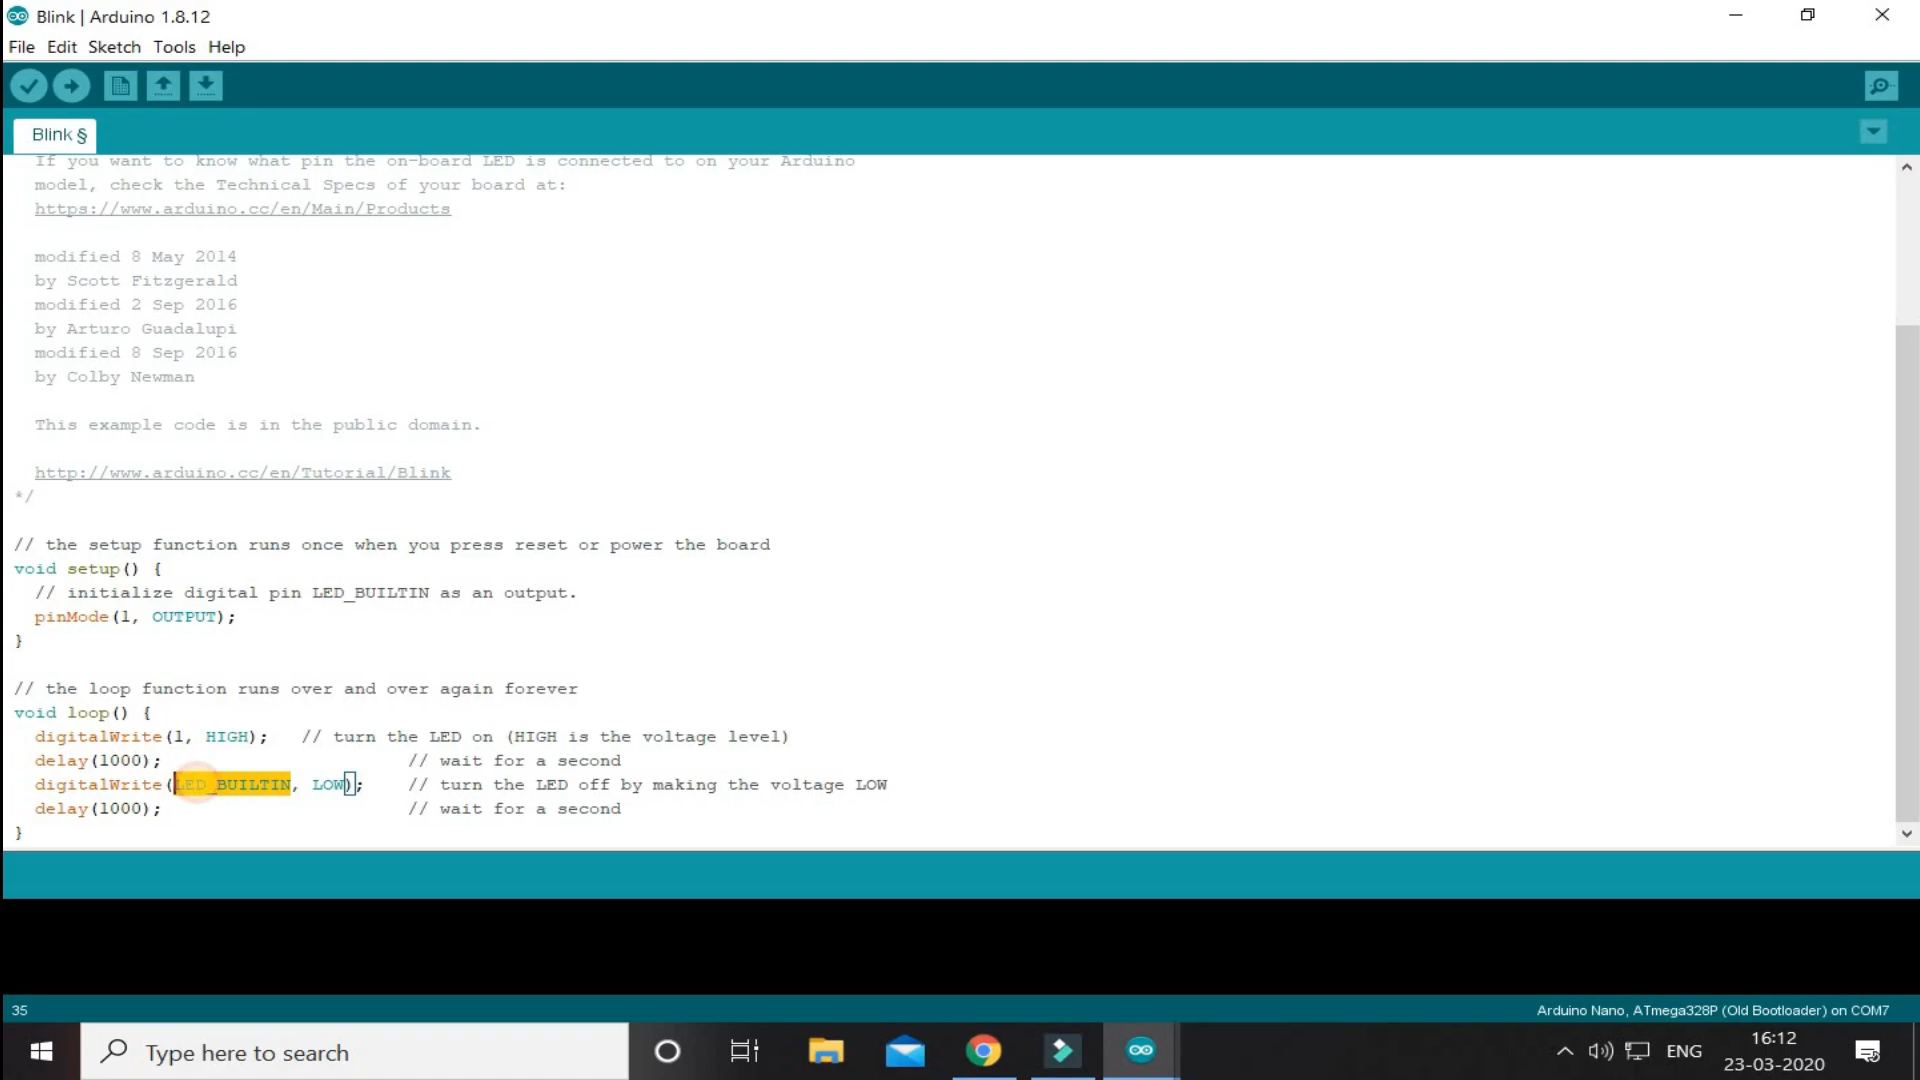 Blink | Arduino 1.8.12
File Edit Sketch Tools Help
Blink §
If you want to know what pin the on-board LED is connected to on your Arduino
model, check the Technical Specs of your board at:
https://www.arduino.cc/en/Main/Products
modified 8 May 2014
by Scott Fitzgerald
modified 2 Sep 2016
by Arturo Guadalupi
modified 8 Sep 2016
by Colby Newman
This example code is in the public domain.
http://www.arduino.cc/en/Tutorial/Blink
*/
// the setup function runs once when you press reset or power the board
void setup() {
// initialize digital pin LED_BUILTIN as an output.
pinMode(1, OUTPUT);
}
// the loop function runs over and over again forever
void loop() {
digitalWrite(1, HIGH); // turn the LED on (HIGH is the voltage level)
delay(1000); // wait for a second
digitalWrite(LED_BUILTIN, LOW); // turn the LED off by making the voltage LOW
delay(1000); // wait for a second
}
35
Arduino Nano, ATmega328P (Old Bootloader) on COM7
Type here to search
ENG
16:12
23-03-2020